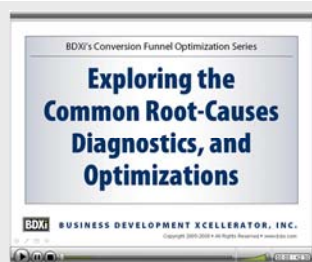 BDXi's Conversion Funnel Optimization Series
Exploring the
Common Root-Causes
Diagnostics, and
Optimizations
BDXi BUSINESS DEVELOPMENT XCELLERATOR, INC.